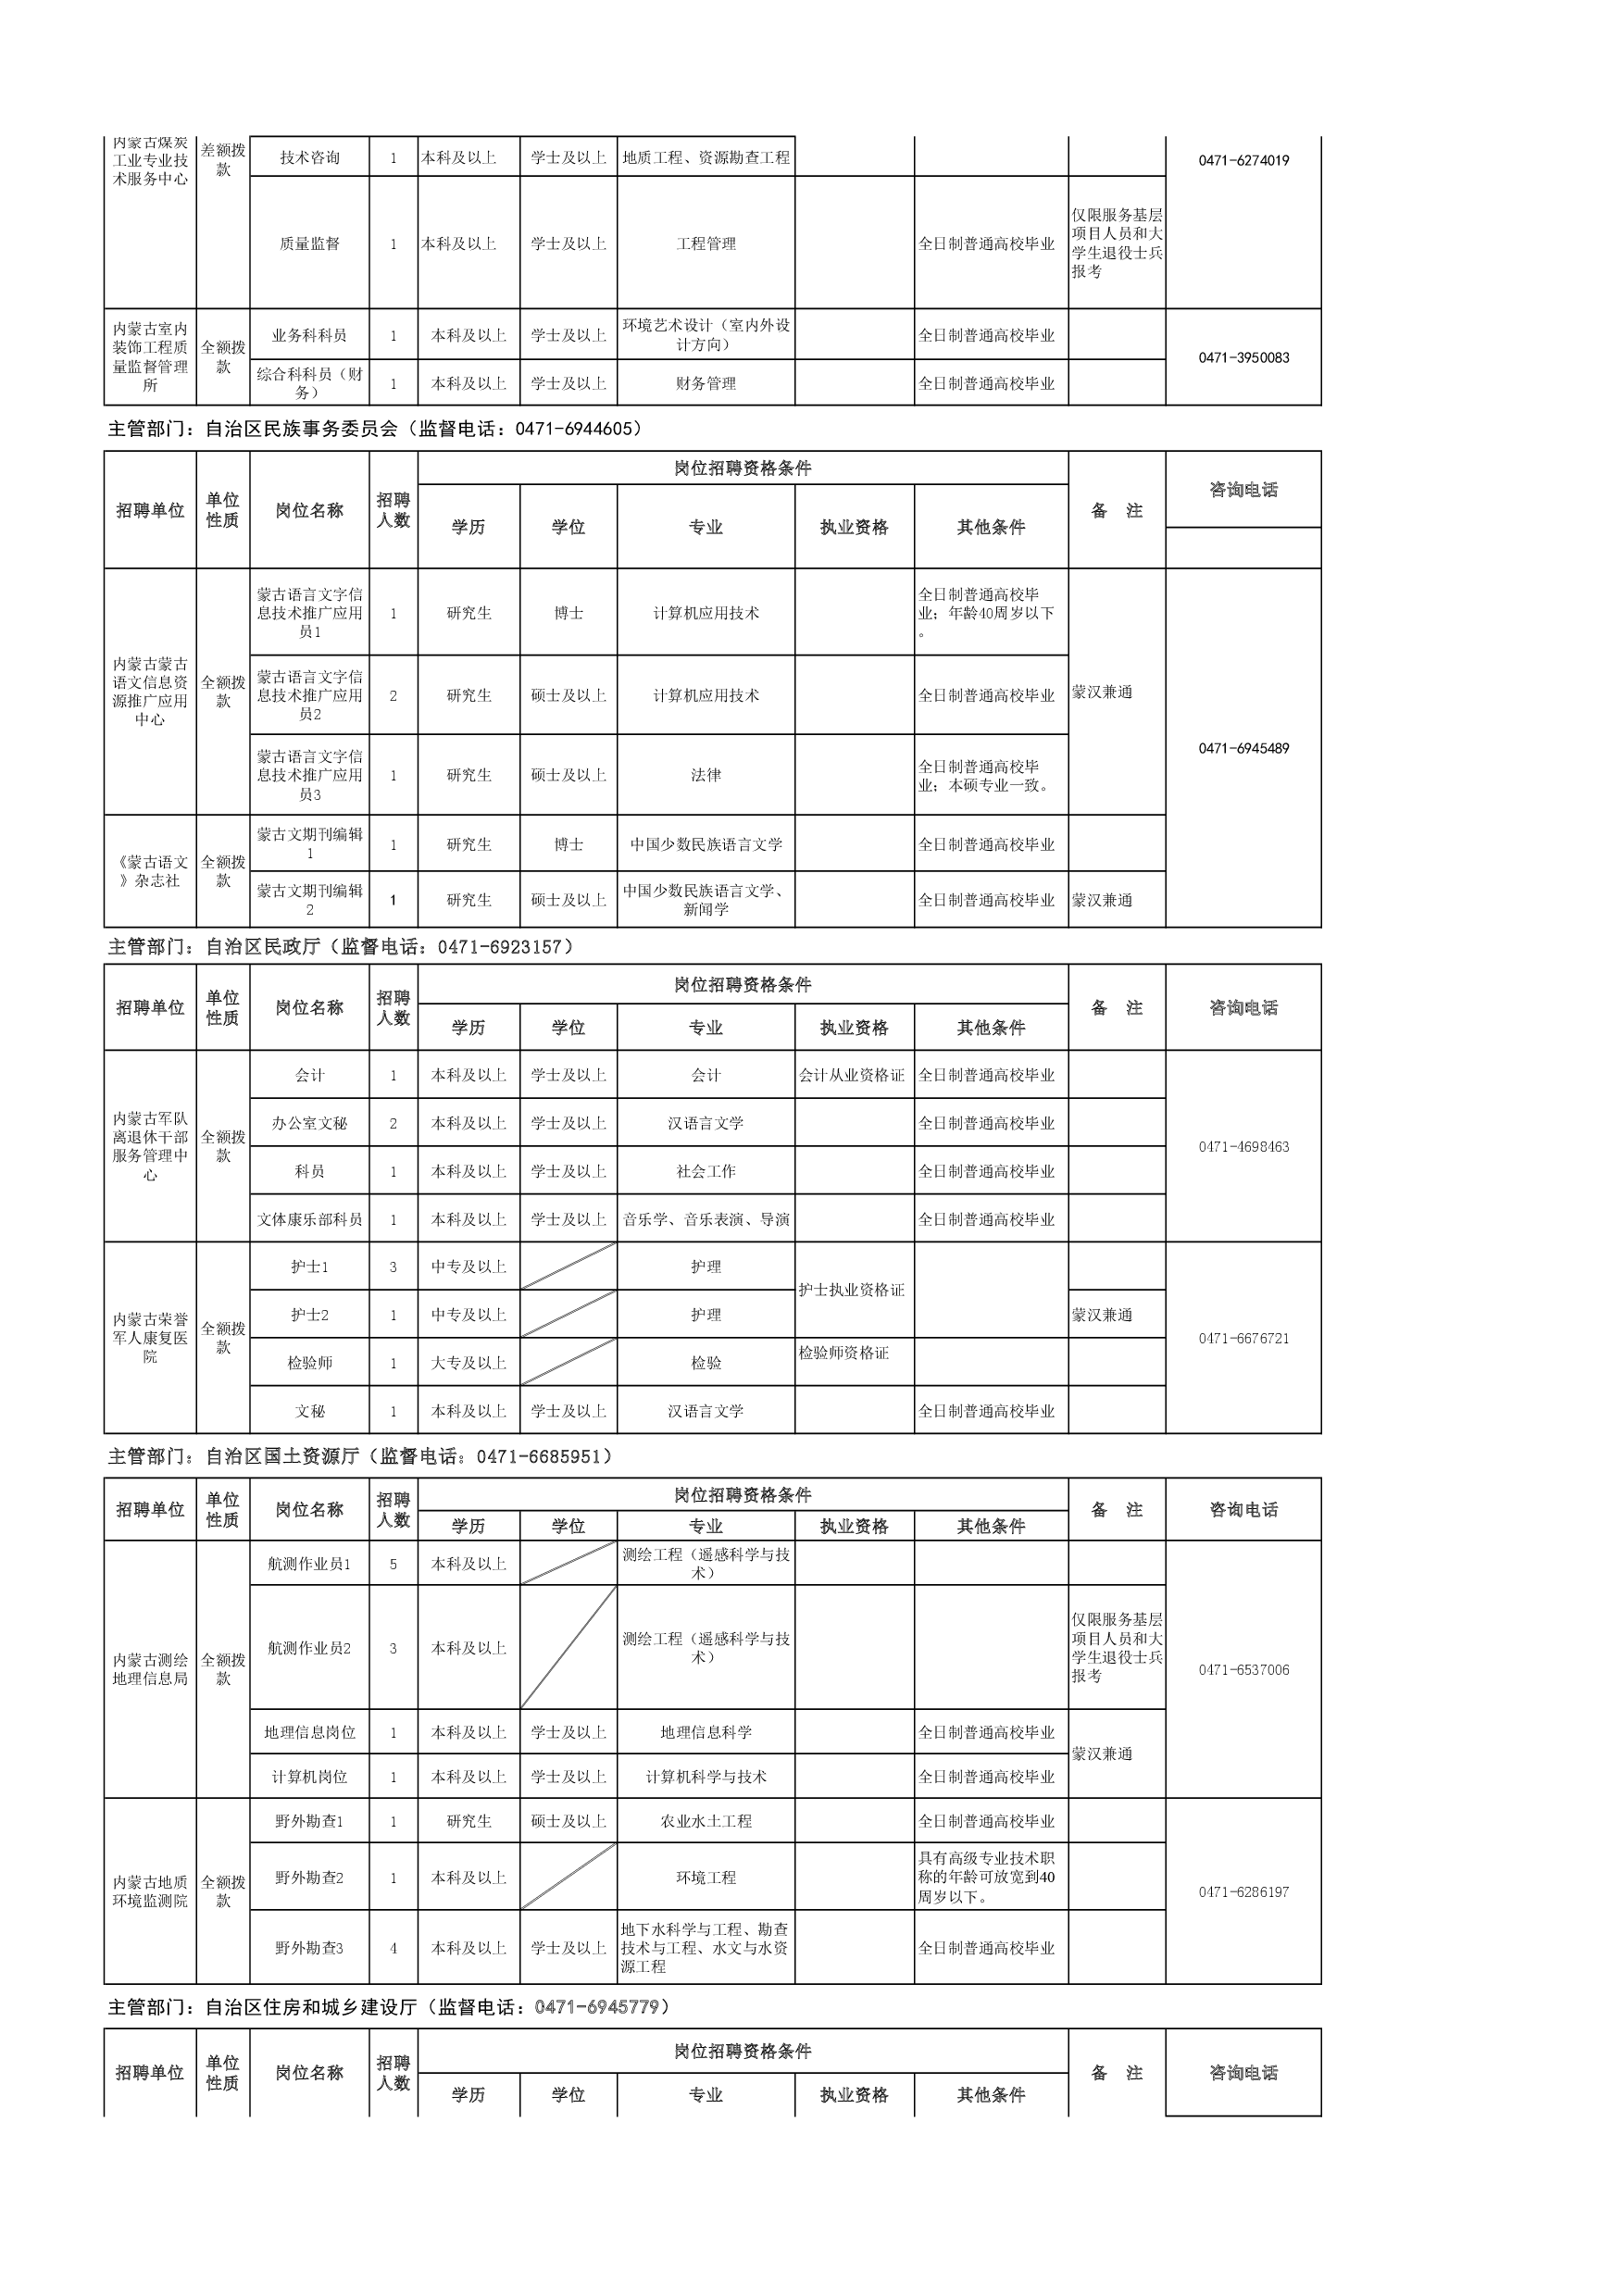 内蒙古煤炭
工业专业技
术服务中心
差额拨
款
技术咨询 1 本科及以上 学士及以上 地质工程、资源勘查工程
0471-6274019
质量监督 1 本科及以上 学士及以上 工程管理 全日制普通高校毕业
仅限服务基层
项目人员和大
学生退役士兵
报考
内蒙古室内
装饰工程质
量监督管理
所
全额拨
款
业务科科员 1 本科及以上 学士及以上
环境艺术设计（室内外设
计方向）
全日制普通高校毕业
0471-3950083
综合科科员（财
务）
1 本科及以上 学士及以上 财务管理 全日制普通高校毕业
主管部门：自治区民族事务委员会（监督电话：0471-6944605）
招聘单位
单位
性质
岗位名称
招聘
人数
岗位招聘资格条件
备 注
咨询电话
学历 学位 专业 执业资格 其他条件
内蒙古蒙古
语文信息资
源推广应用
中心
全额拨
款
蒙古语言文字信
息技术推广应用
员1
1 研究生 博士 计算机应用技术
全日制普通高校毕
业；年龄40周岁以下
。
蒙汉兼通
0471-6945489
蒙古语言文字信
息技术推广应用
员2
2 研究生 硕士及以上 计算机应用技术 全日制普通高校毕业
蒙古语言文字信
息技术推广应用
员3
1 研究生 硕士及以上 法律
全日制普通高校毕
业；本硕专业一致。
《蒙古语文
》杂志社
全额拨
款
蒙古文期刊编辑
1
1 研究生 博士 中国少数民族语言文学 全日制普通高校毕业
蒙古文期刊编辑
2
1 研究生 硕士及以上
中国少数民族语言文学、
新闻学
全日制普通高校毕业 蒙汉兼通
主管部门：自治区民政厅（监督电话：0471-6923157）
招聘单位
单位
性质
岗位名称
招聘
人数
岗位招聘资格条件
备 注
咨询电话
学历 学位 专业 执业资格 其他条件
内蒙古军队
离退休干部
服务管理中
心
全额拨
款
会计 1 本科及以上 学士及以上 会计 会计从业资格证 全日制普通高校毕业
办公室文秘 2 本科及以上 学士及以上 汉语言文学 全日制普通高校毕业
0471-4698463
科员 1 本科及以上 学士及以上 社会工作 全日制普通高校毕业
文体康乐部科员 1 本科及以上 学士及以上 音乐学、音乐表演、导演 全日制普通高校毕业
内蒙古荣誉
军人康复医
院
全额拨
款
护士1 3 中专及以上 护理
护士执业资格证
护士2 1 中专及以上 护理 蒙汉兼通
0471-6676721
检验师 1 大专及以上 检验 检验师资格证
文秘 1 本科及以上 学士及以上 汉语言文学 全日制普通高校毕业
主管部门：自治区国土资源厅（监督电话：0471-6685951）
招聘单位
单位
性质
岗位名称
招聘
人数
岗位招聘资格条件
备 注
咨询电话
学历 学位 专业 执业资格 其他条件
内蒙古测绘
地理信息局
全额拨
款
航测作业员1 5 本科及以上
测绘工程（遥感科学与技
术）
航测作业员2 3 本科及以上
测绘工程（遥感科学与技
术）
仅限服务基层
项目人员和大
学生退役士兵
报考
0471-6537006
地理信息岗位 1 本科及以上 学士及以上 地理信息科学 全日制普通高校毕业
蒙汉兼通
计算机岗位 1 本科及以上 学士及以上 计算机科学与技术 全日制普通高校毕业
内蒙古地质
环境监测院
全额拨
款
野外勘查1 1 研究生 硕士及以上 农业水土工程 全日制普通高校毕业
野外勘查2 1 本科及以上 环境工程
具有高级专业技术职
称的年龄可放宽到40
周岁以下。
0471-6286197
野外勘查3 4 本科及以上 学士及以上
地下水科学与工程、勘查
技术与工程、水文与水资
源工程
全日制普通高校毕业
主管部门：自治区住房和城乡建设厅（监督电话：0471-6945779）
招聘单位
单位
性质
岗位名称
招聘
人数
岗位招聘资格条件
备 注
咨询电话
学历 学位 专业 执业资格 其他条件